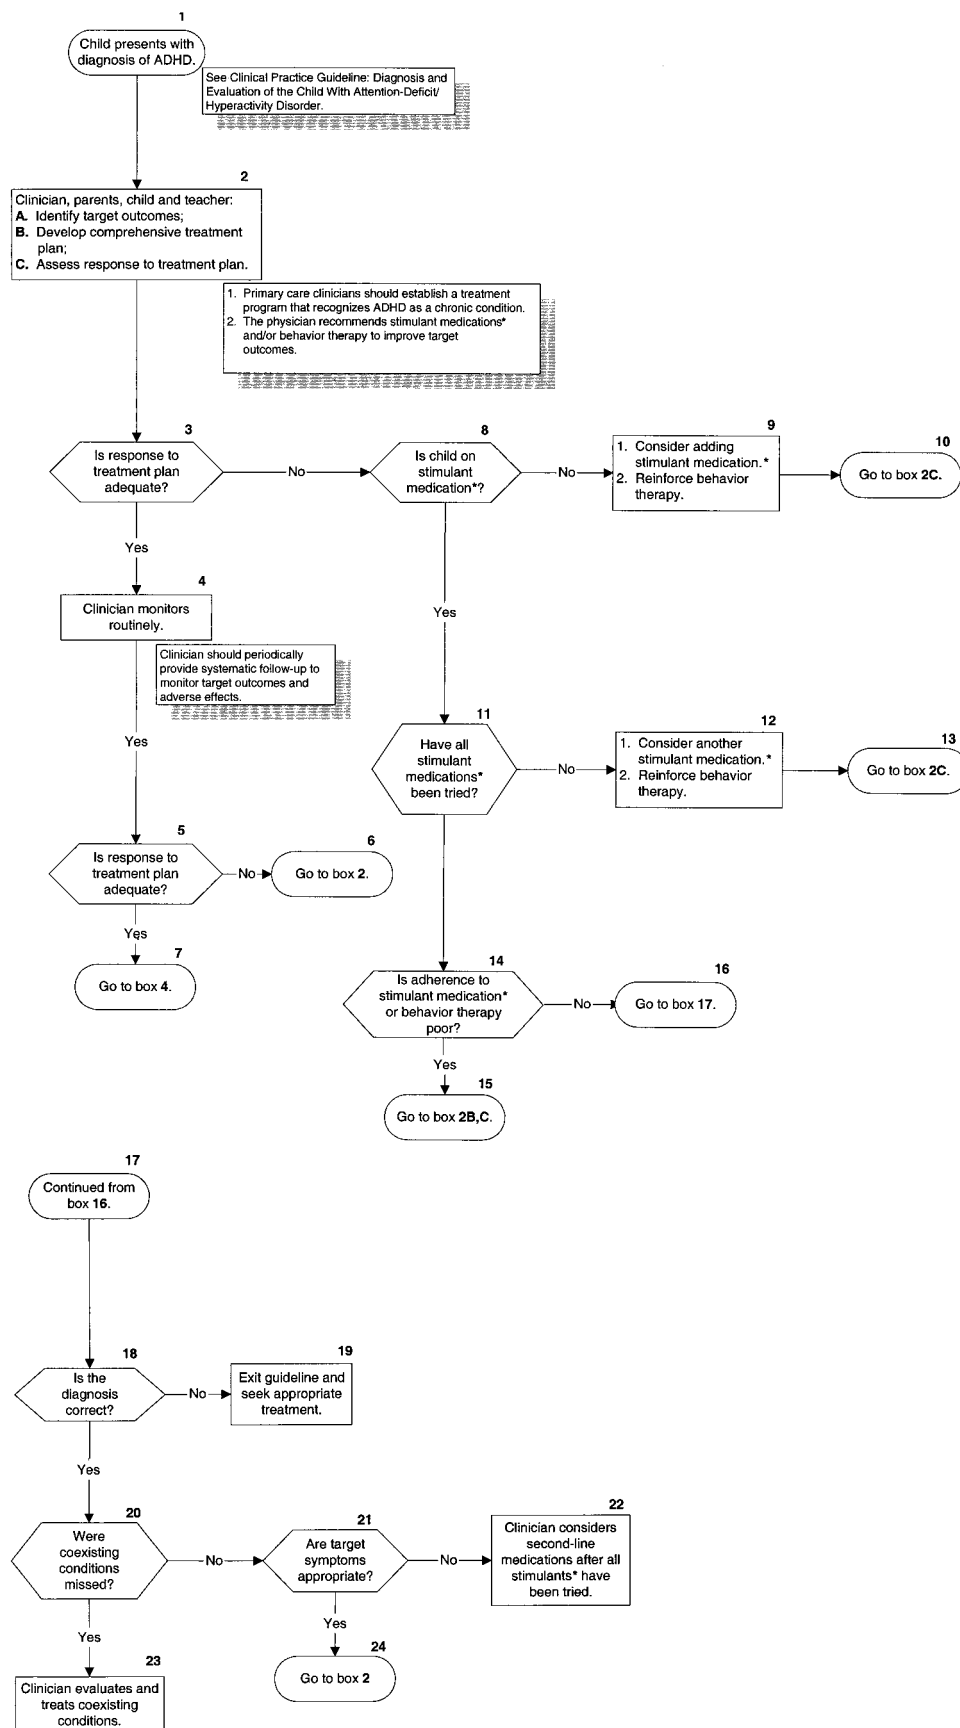 1
Child presents with
diagnosis of ADHD.
See Clinical Practice Guideline: Diagnosis and
Evaluation of the Child With Attention-Deficit/
Hyperactivity Disorder.
2
Clinician, parents, child and teacher:
A. Identify target outcomes;
B. Develop comprehensive treatment
plan;
C. Assess response to treatment plan.
1. Primary care clinicians should establish a treatment
program that recognizes ADHD as a chronic condition.
2. The physician recommends stimulant medications*
and/or behavior therapy to improve target
outcomes.
3
Is response to
treatment plan
adequate?
No
8
Is child on
stimulant
medication*?
No
9
1. Consider adding
stimulant medication.*
2. Reinforce behavior
therapy.
10
Go to box 2C.
Yes
4
Clinician monitors
routinely.
Clinician should periodically
provide systematic follow-up to
monitor target outcomes and
adverse effects.
Yes
Yes
11
Have all
stimulant
medications*
been tried?
No
12
1. Consider another
stimulant medication.*
2. Reinforce behavior
therapy.
13
Go to box 2C.
5
Is response to
treatment plan
adequate?
No
6
Go to box 2.
Yes
7
Go to box 4.
14
Is adherence to
stimulant medication*
or behavior therapy
poor?
No
16
Go to box 17.
Yes
15
Go to box 2B,C.
17
Continued from
box 16.
18
Is the
diagnosis
correct?
No
19
Exit guideline and
seek appropriate
treatment.
Yes
20
Were
coexisting
conditions
missed?
No
21
Are target
symptoms
appropriate?
No
22
Clinician considers
second-line
medications after all
stimulants* have
been tried.
Yes
23
Clinician evaluates and
treats coexisting
conditions.
Yes
24
Go to box 2